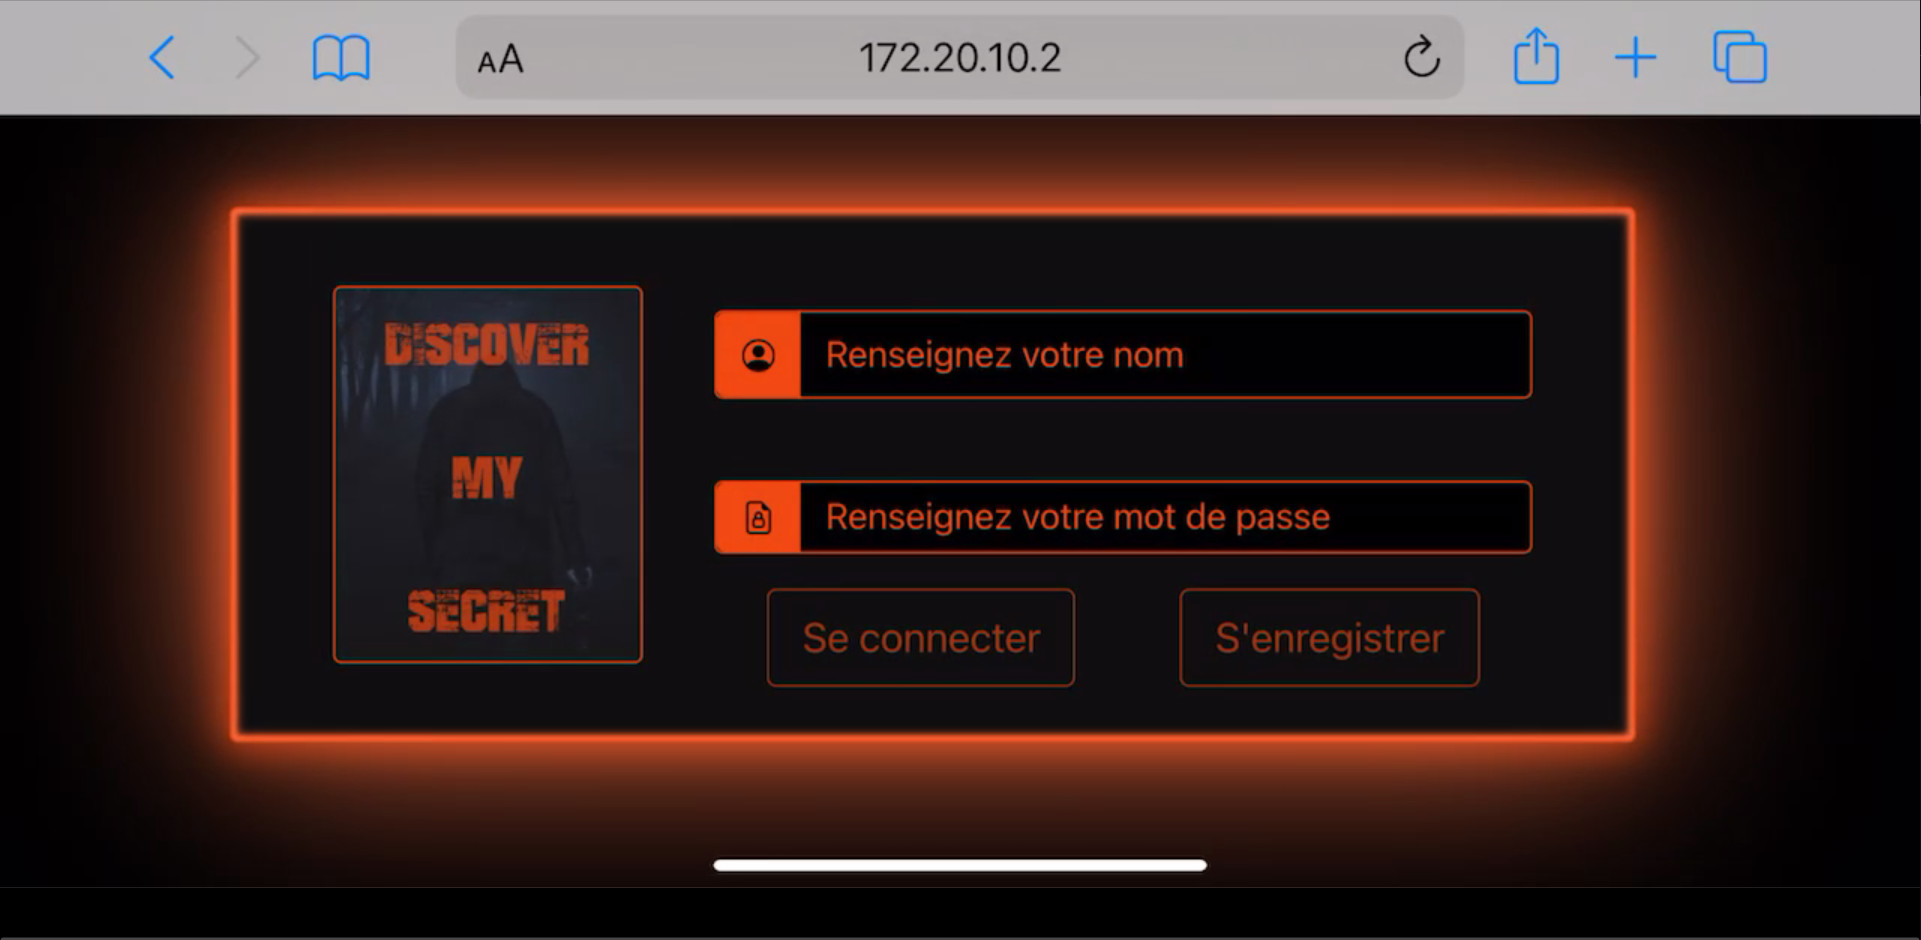 AA
172.20.10.2
DISCOVER
MY
SECRET
Renseignez votre nom
Renseignez votre mot de passe
Se connecter
S'enregistrer